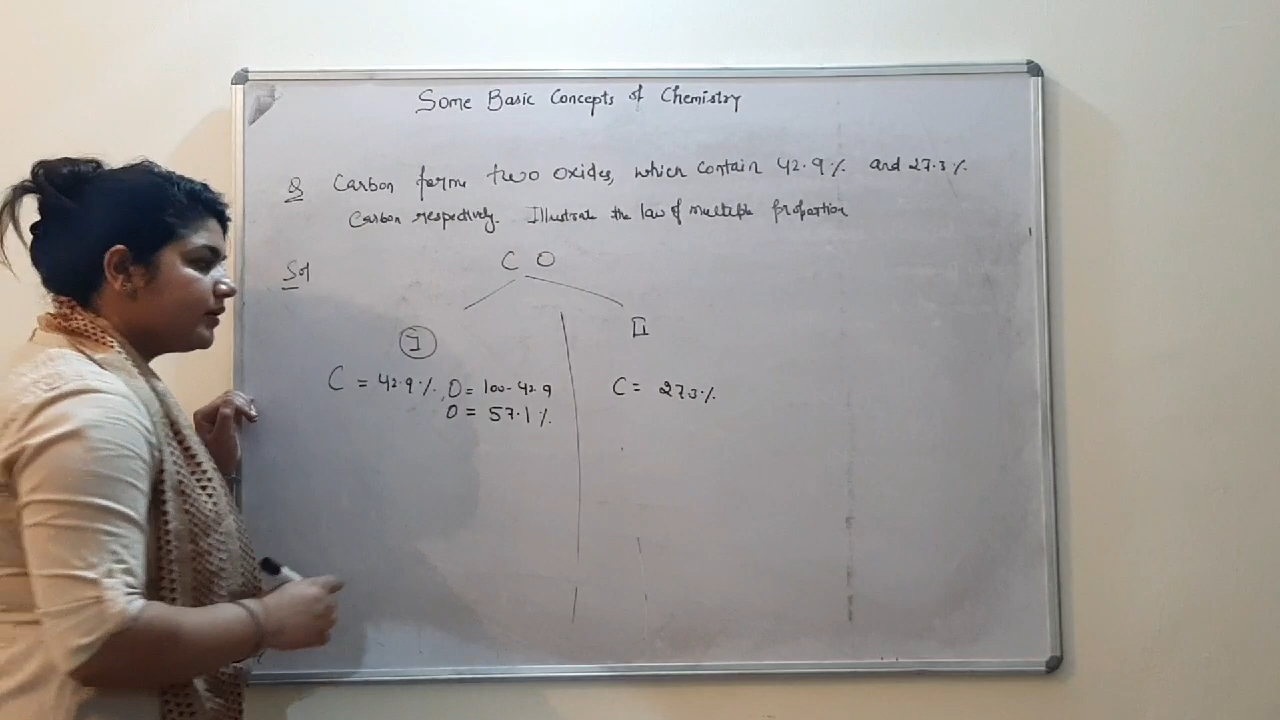 Some Basic Concepts of Chemistry
Q Carbon forms two oxides, which contain 42.9% and 27.3%
Carbon respectively. Illustrate the law of multiple proportion
Sol
C O
I
II
C = 42.9%, O = 100-42.9
O = 57.1%
C = 27.3%